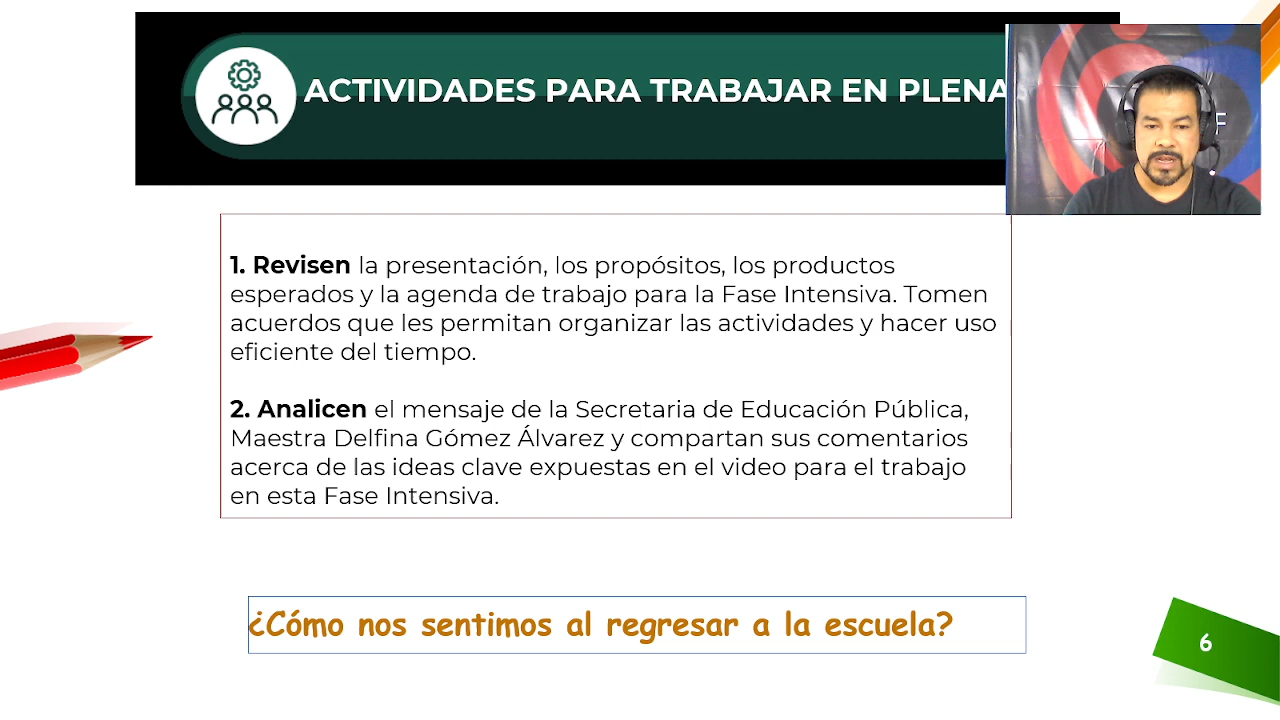 ACTIVIDADES PARA TRABAJAR EN PLENA
F
1. Revisen la presentación, los propósitos, los productos
esperados y la agenda de trabajo para la Fase Intensiva. Tomen
acuerdos que les permitan organizar las actividades y hacer uso
eficiente del tiempo.
2. Analicen el mensaje de la Secretaria de Educación Pública,
Maestra Delfina Gómez Álvarez y compartan sus comentarios
acerca de las ideas clave expuestas en el video para el trabajo
en esta Fase Intensiva.
¿Cómo nos sentimos al regresar a la escuela?
6